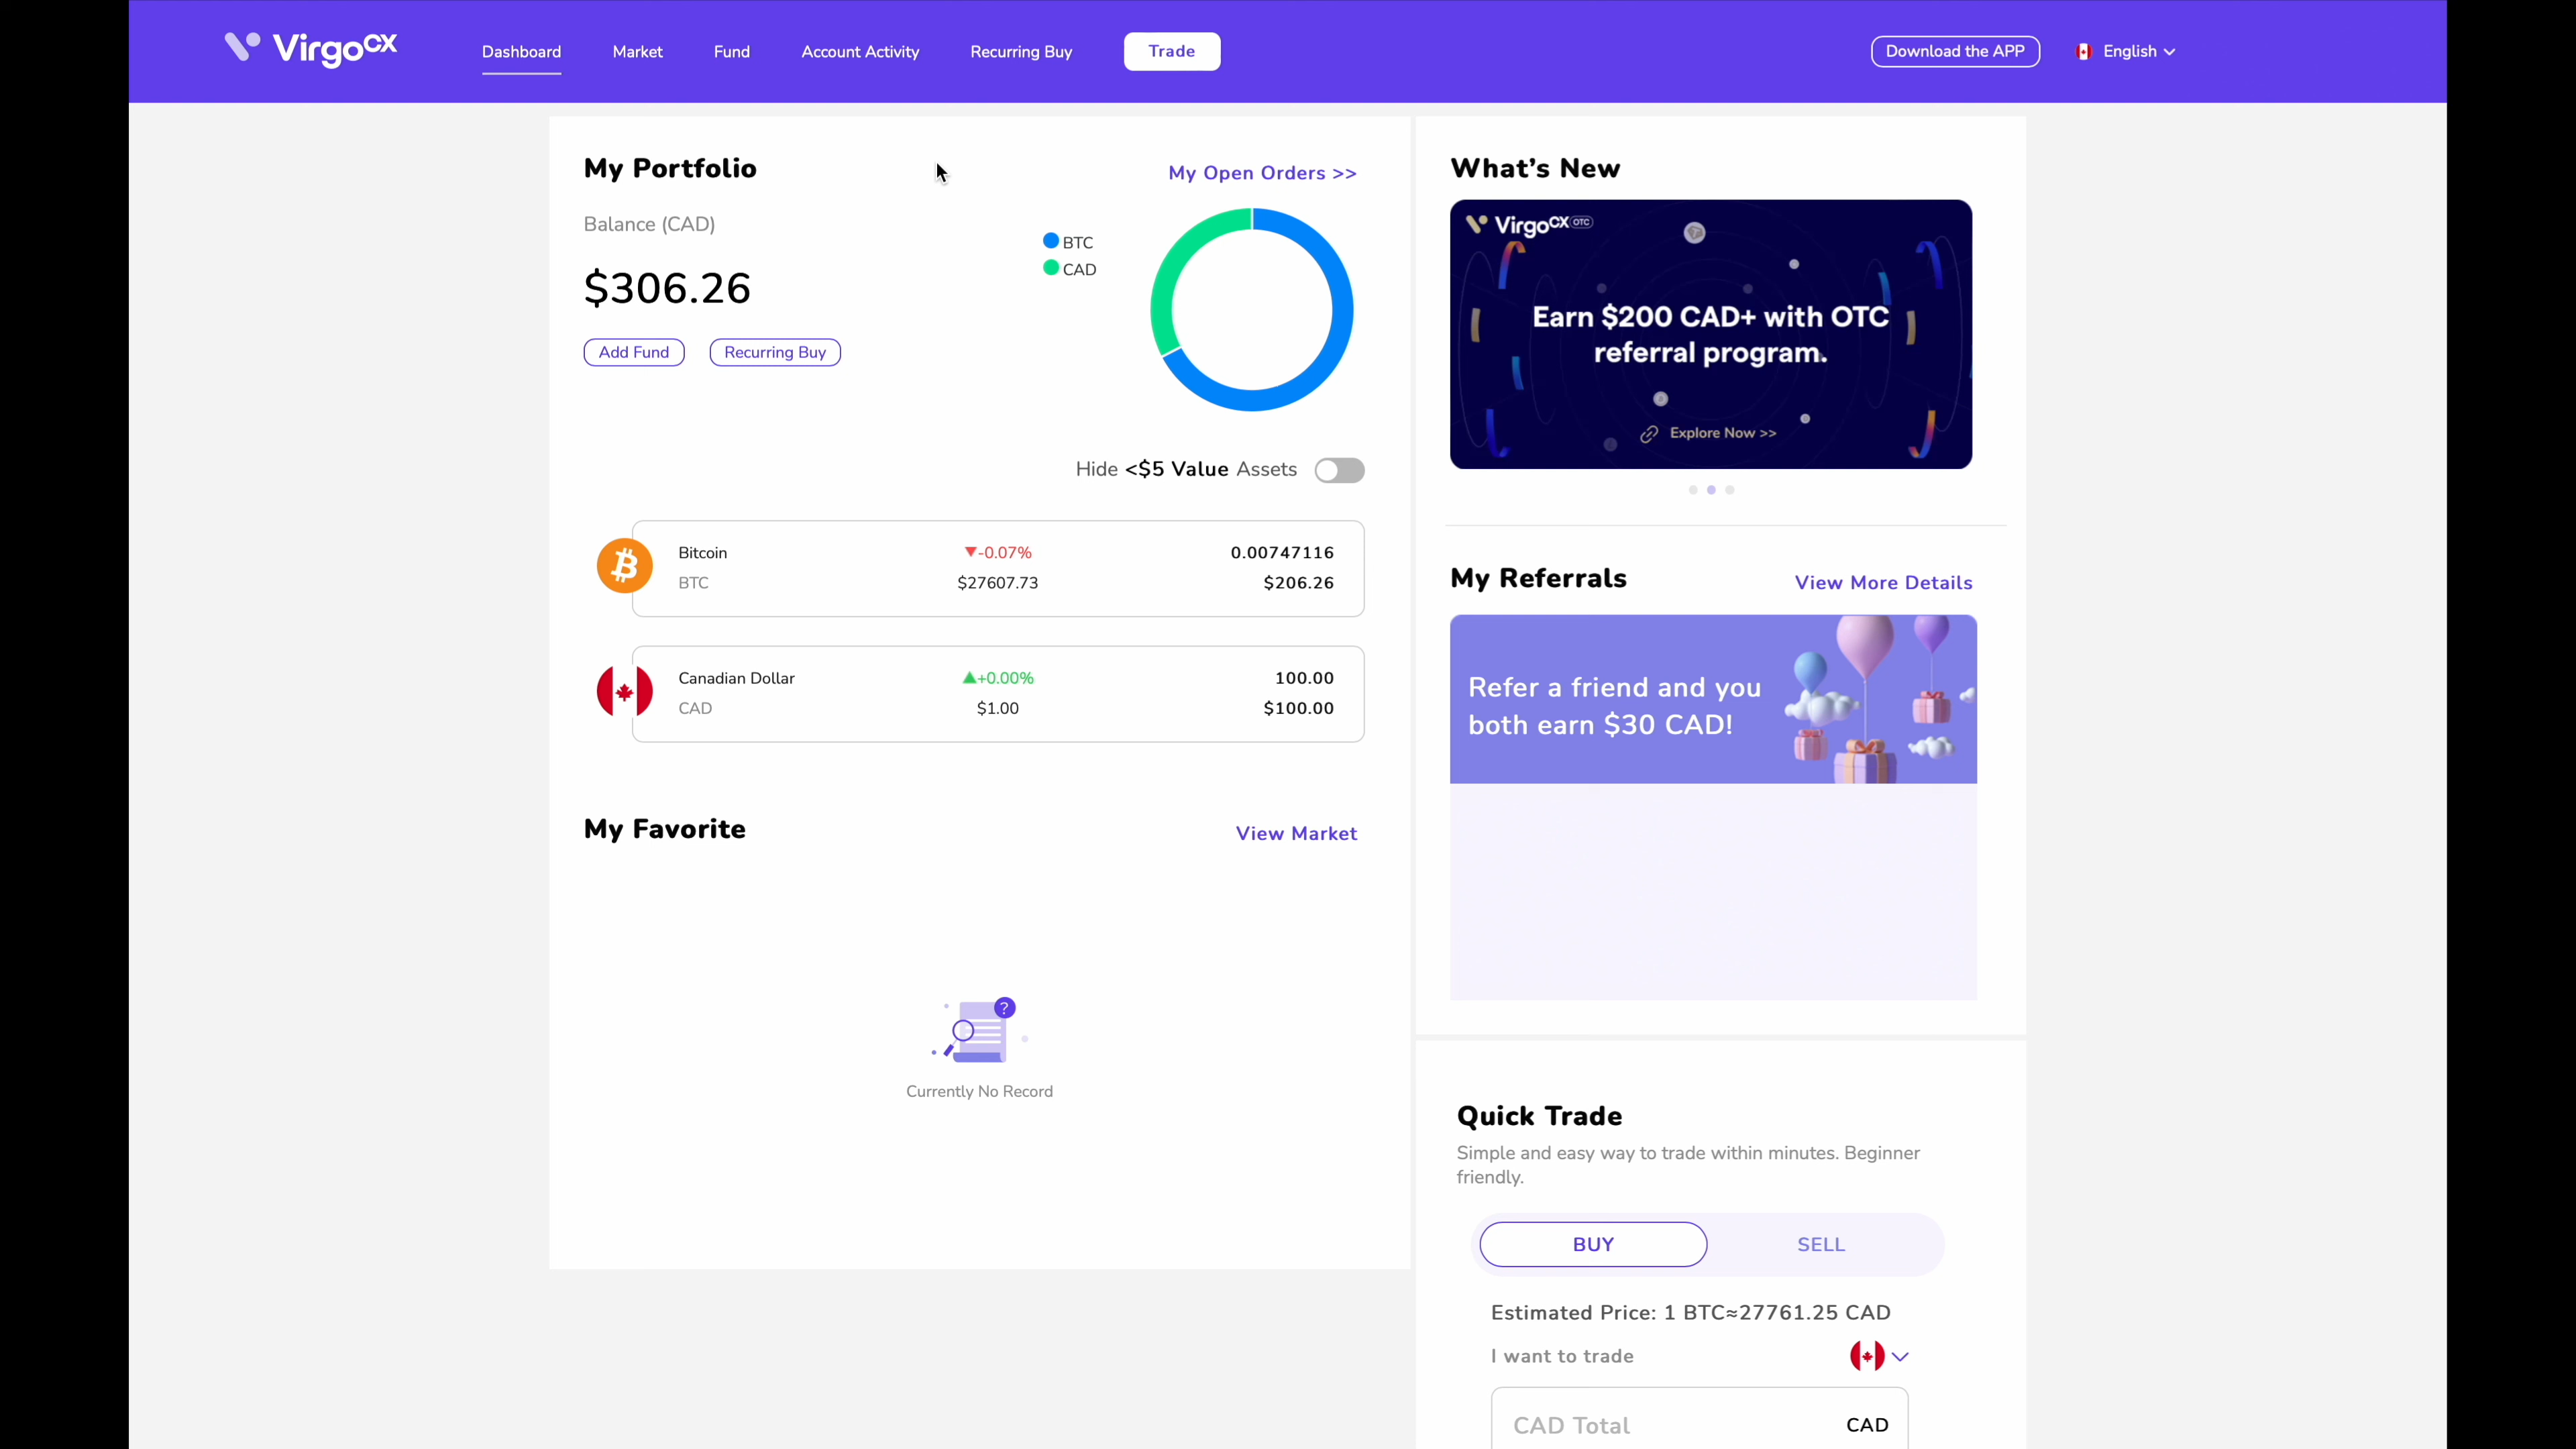 VirgoCX
Dashboard
Market
Fund
Account Activity
Recurring Buy
Trade
Download the APP
English
My Portfolio
My Open Orders >>
Balance (CAD)
$306.26
BTC
CAD
Add Fund
Recurring Buy
Hide <$5 Value Assets
Bitcoin
-0.07%
0.00747116
BTC
$27607.73
$206.26
Canadian Dollar
+0.00%
100.00
CAD
$1.00
$100.00
My Favorite
View Market
?
Currently No Record
What's New
VirgoCX OTC
Earn $200 CAD+ with OTC
referral program.
Explore Now >>
My Referrals
View More Details
Refer a friend and you
both earn $30 CAD!
Quick Trade
Simple and easy way to trade within minutes. Beginner
friendly.
BUY
SELL
Estimated Price: 1 BTC≈27761.25 CAD
I want to trade
CAD Total
CAD